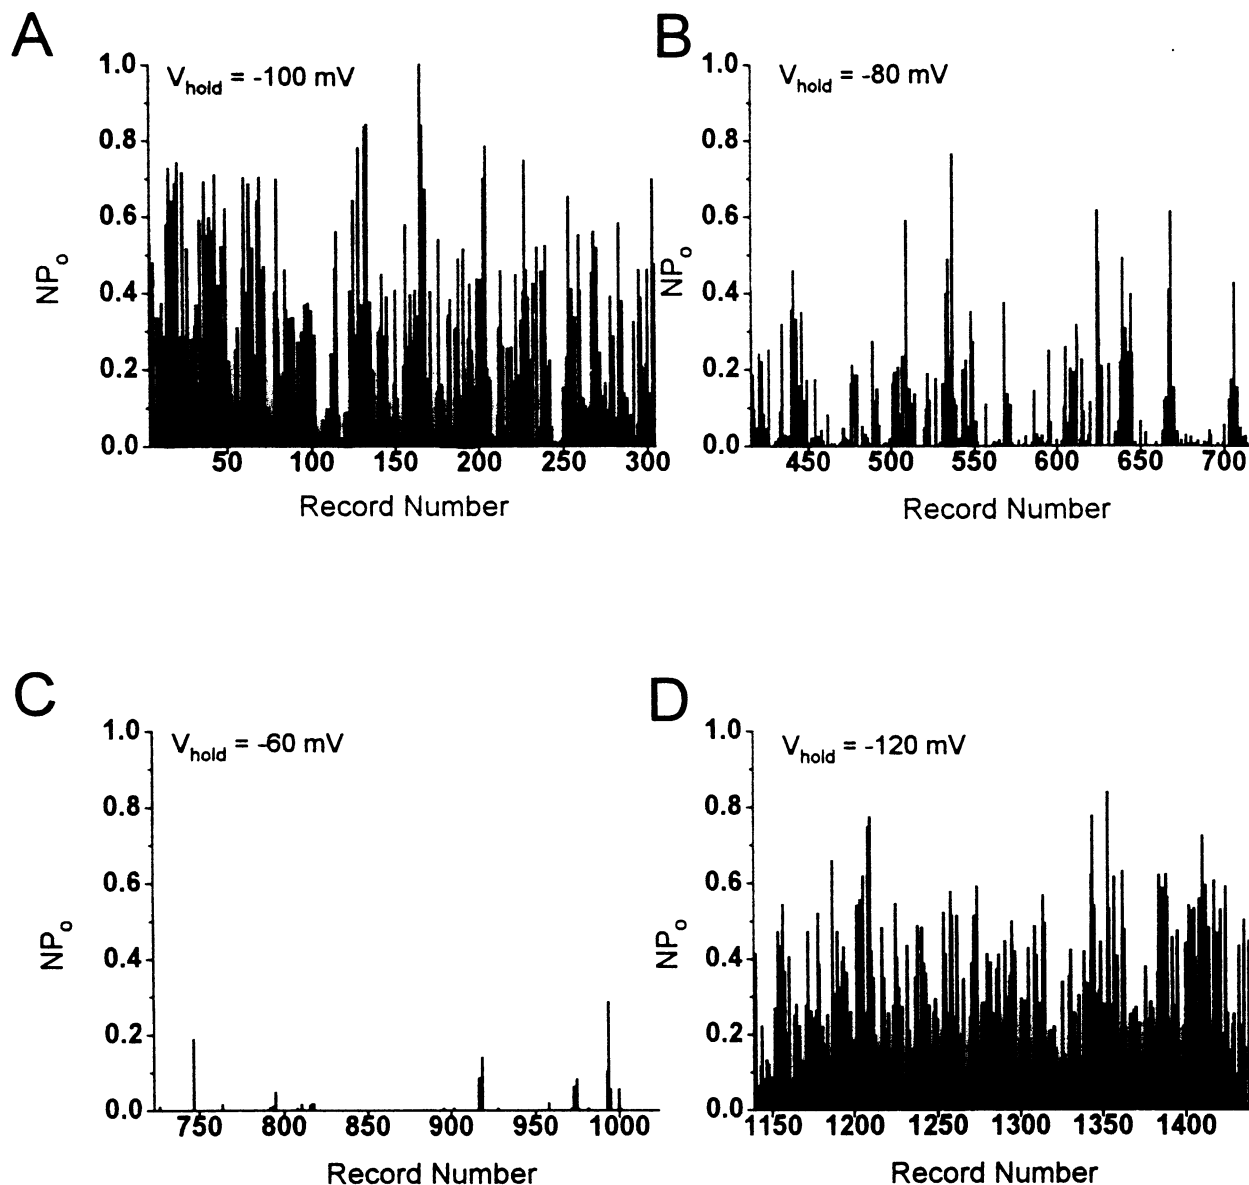 A
V_hold = -100 mV
1.0
0.8
0.6
0.4
0.2
0.0
NP_o
50 100 150 200 250 300
Record Number
B
V_hold = -80 mV
1.0
0.8
0.6
0.4
0.2
0.0
NP_o
450 500 550 600 650 700
Record Number
C
V_hold = -60 mV
1.0
0.8
0.6
0.4
0.2
0.0
NP_o
750 800 850 900 950 1000
Record Number
D
V_hold = -120 mV
1.0
0.8
0.6
0.4
0.2
0.0
NP_o
1150 1200 1250 1300 1350 1400
Record Number